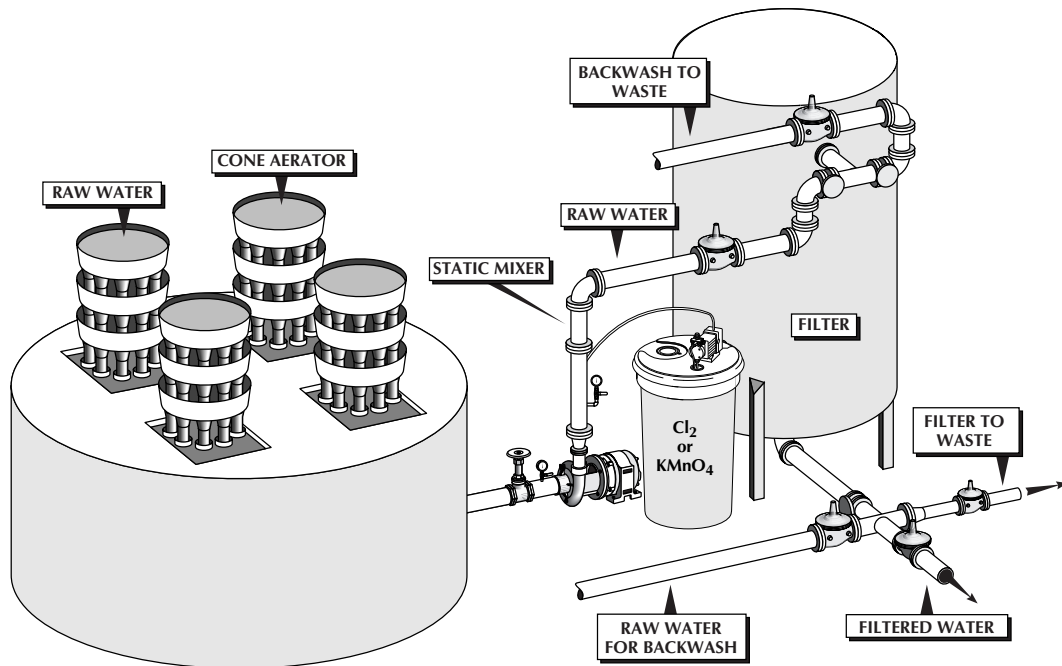 BACKWASH TO
WASTE
CONE AERATOR
RAW WATER
RAW WATER
STATIC MIXER
FILTER
Cl₂
or
KMnO₄
FILTER TO
WASTE
RAW WATER
FOR BACKWASH
FILTERED WATER